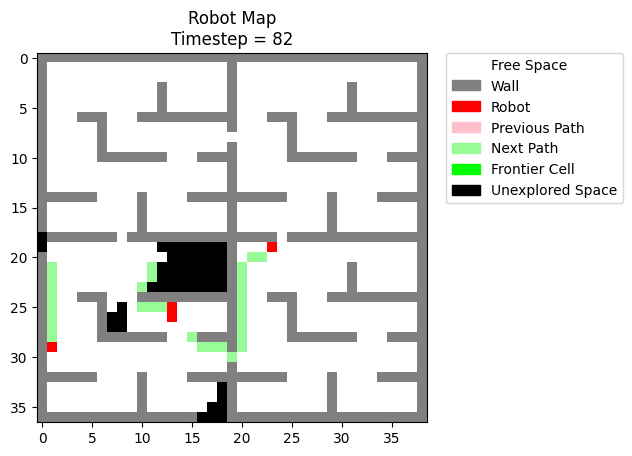 Robot Map
Timestep = 82
Free Space
Wall
Robot
Previous Path
Next Path
Frontier Cell
Unexplored Space
0
5
10
15
20
25
30
35
0
5
10
15
20
25
30
35